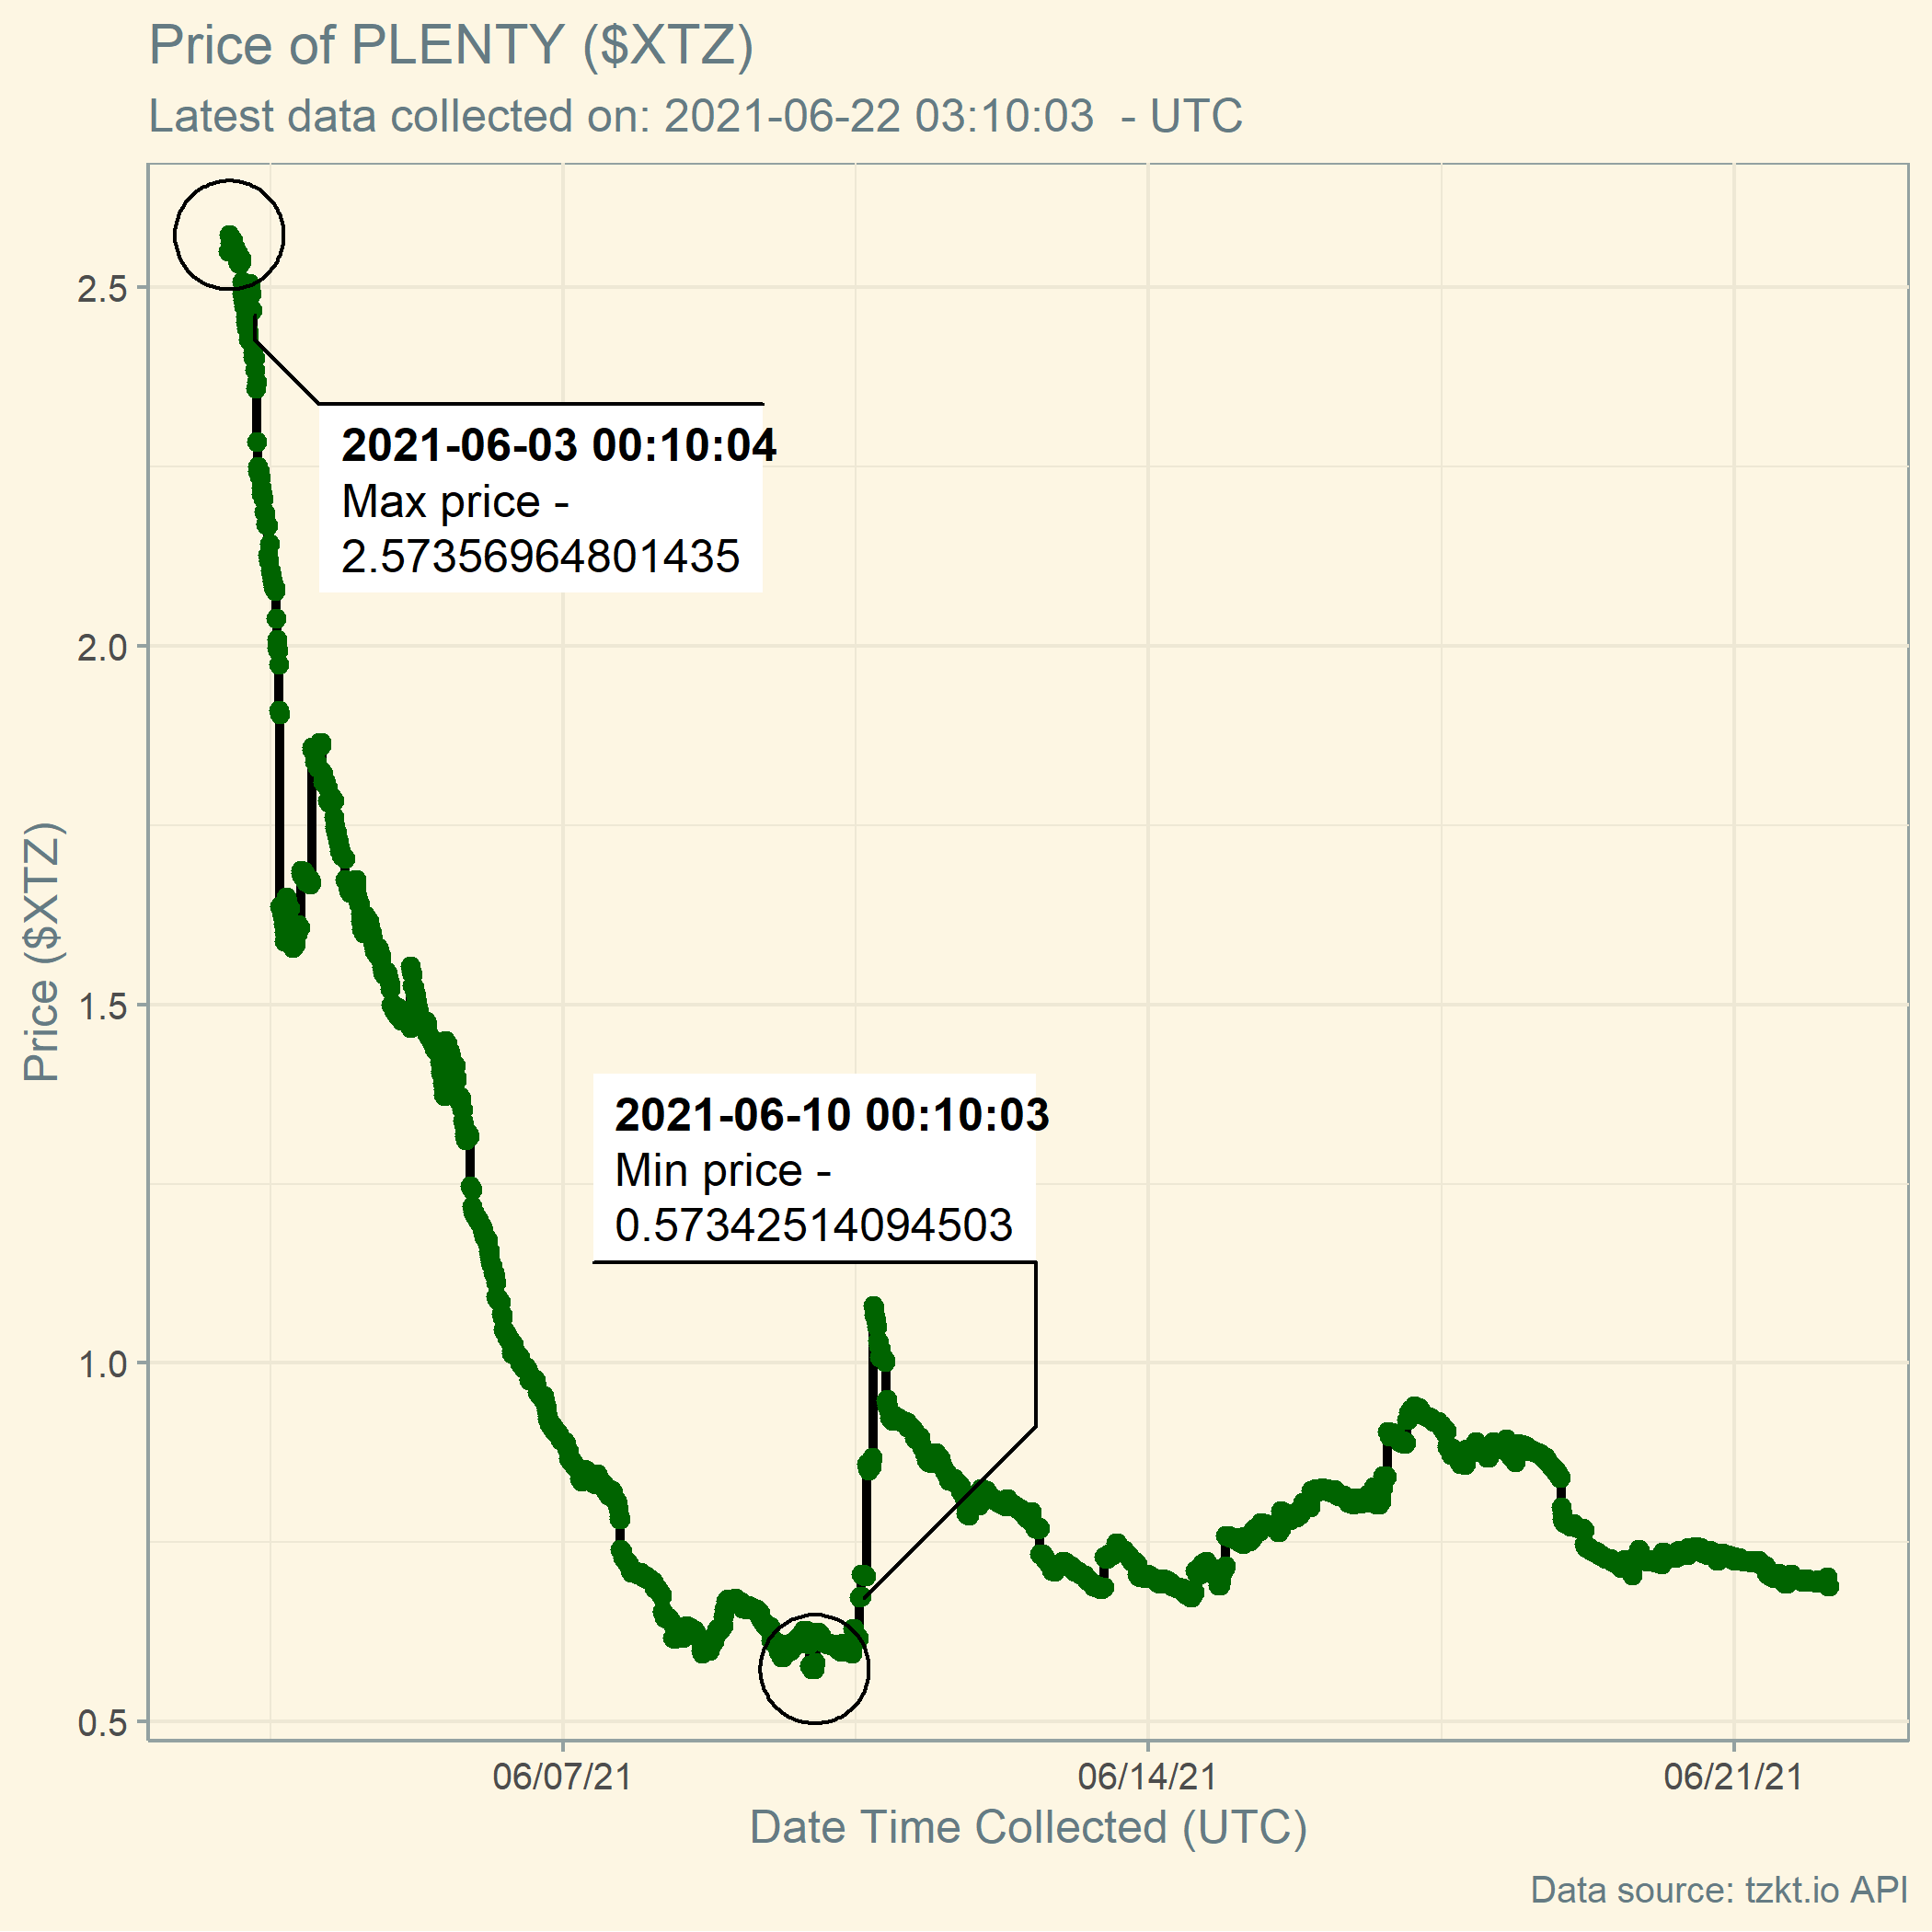 Price of PLENTY ($XTZ)
Latest data collected on: 2021-06-22 03:10:03  - UTC
2.5
2.0
1.5
1.0
0.5
Price ($XTZ)
2021-06-03 00:10:04
Max price -
2.57356964801435
2021-06-10 00:10:03
Min price -
0.57342514094503
06/07/21
06/14/21
06/21/21
Date Time Collected (UTC)
Data source: tzkt.io API